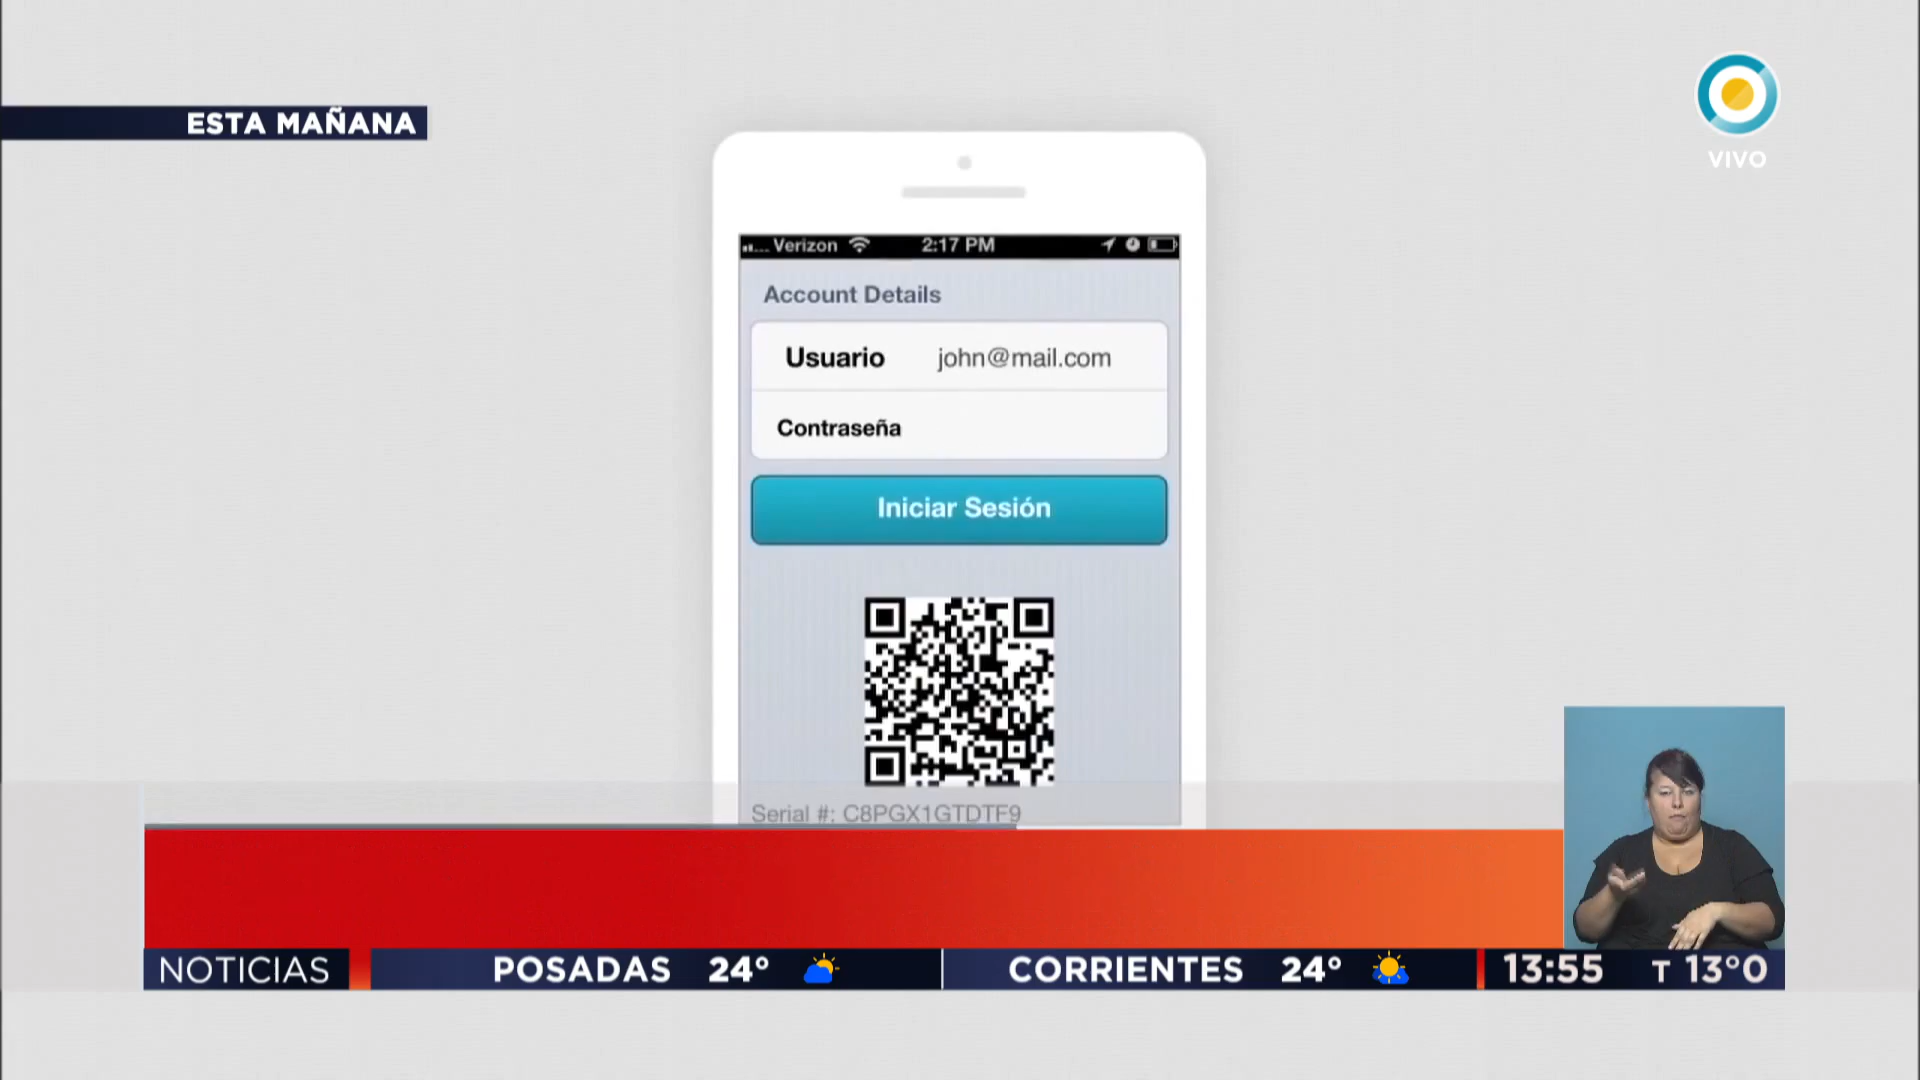 ESTA MAÑANA
VIVO
Verizon 2:17 PM
Account Details
Usuario john@mail.com
Contraseña
Iniciar Sesión
Serial #: C8PGX1GTDTF9
NOTICIAS POSADAS 24° CORRIENTES 24° 13:55 T 13°0